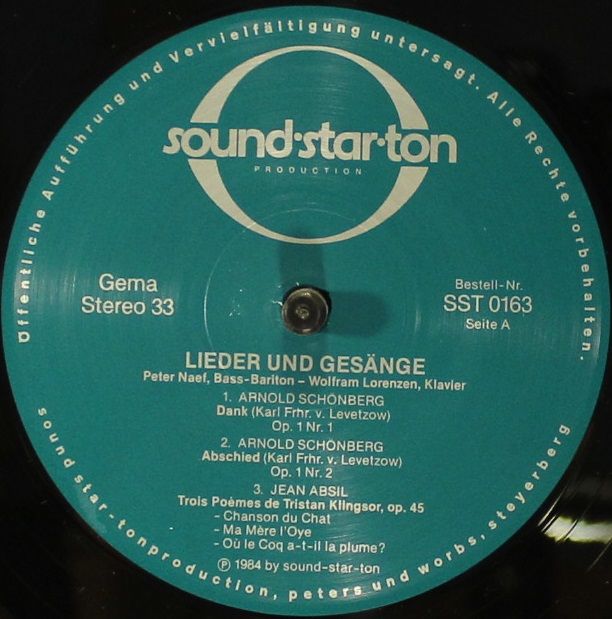 Öffentliche Aufführung und Vervielfältigung untersagt. Alle Rechte vorbehalten.
sound·star·ton
PRODUCTION
Gema
Stereo 33
Bestell-Nr.
SST 0163
Seite A
LIEDER UND GESÄNGE
Peter Naef, Bass-Bariton – Wolfram Lorenzen, Klavier
1. ARNOLD SCHÖNBERG
Dank (Karl Frhr. v. Levetzow)
Op. 1 Nr. 1
2. ARNOLD SCHÖNBERG
Abschied (Karl Frhr. v. Levetzow)
Op. 1 Nr. 2
3. JEAN ABSIL
Trois Poèmes de Tristan Klingsor, op. 45
- Chanson du Chat
- Ma Mère l'Oye
- Où le Coq a-t-il la plume?
Ⓟ 1984 by sound-star-ton
sound star-tonproduction, peters und worbs, steyerberg